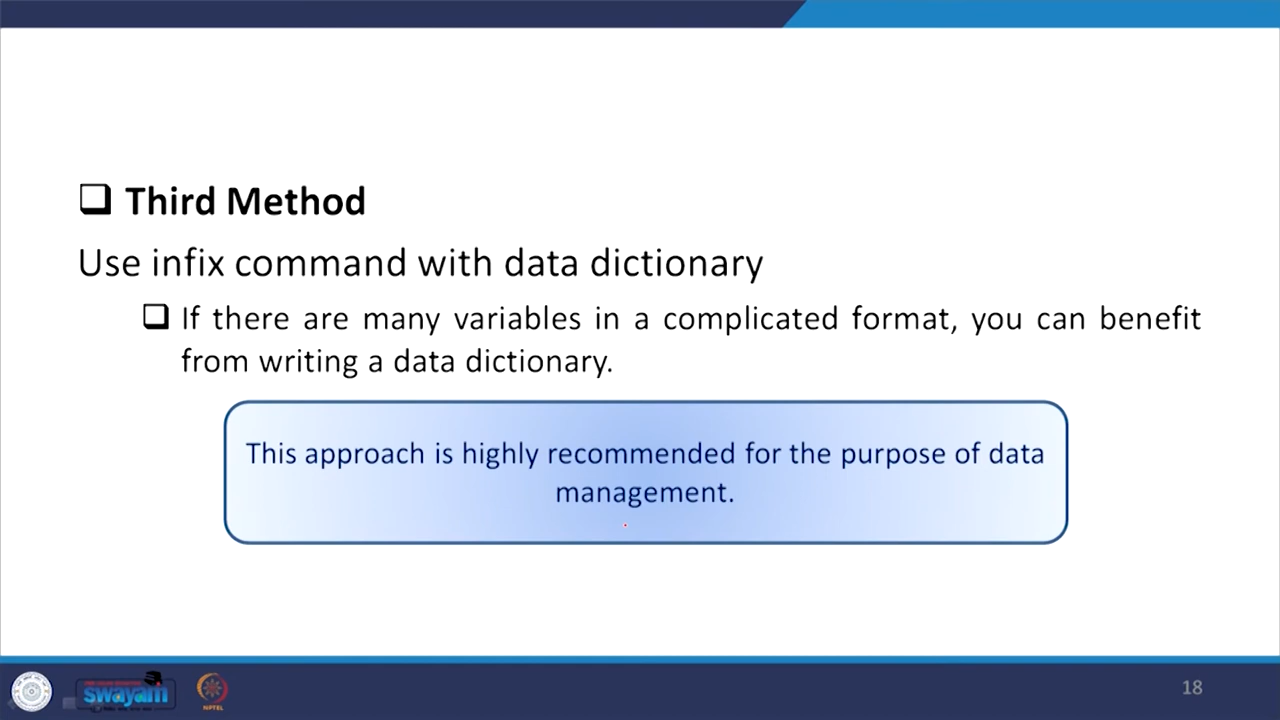 ❑ Third Method
Use infix command with data dictionary
❑ If there are many variables in a complicated format, you can benefit
from writing a data dictionary.
This approach is highly recommended for the purpose of data
management.
swayam
NPTEL
18